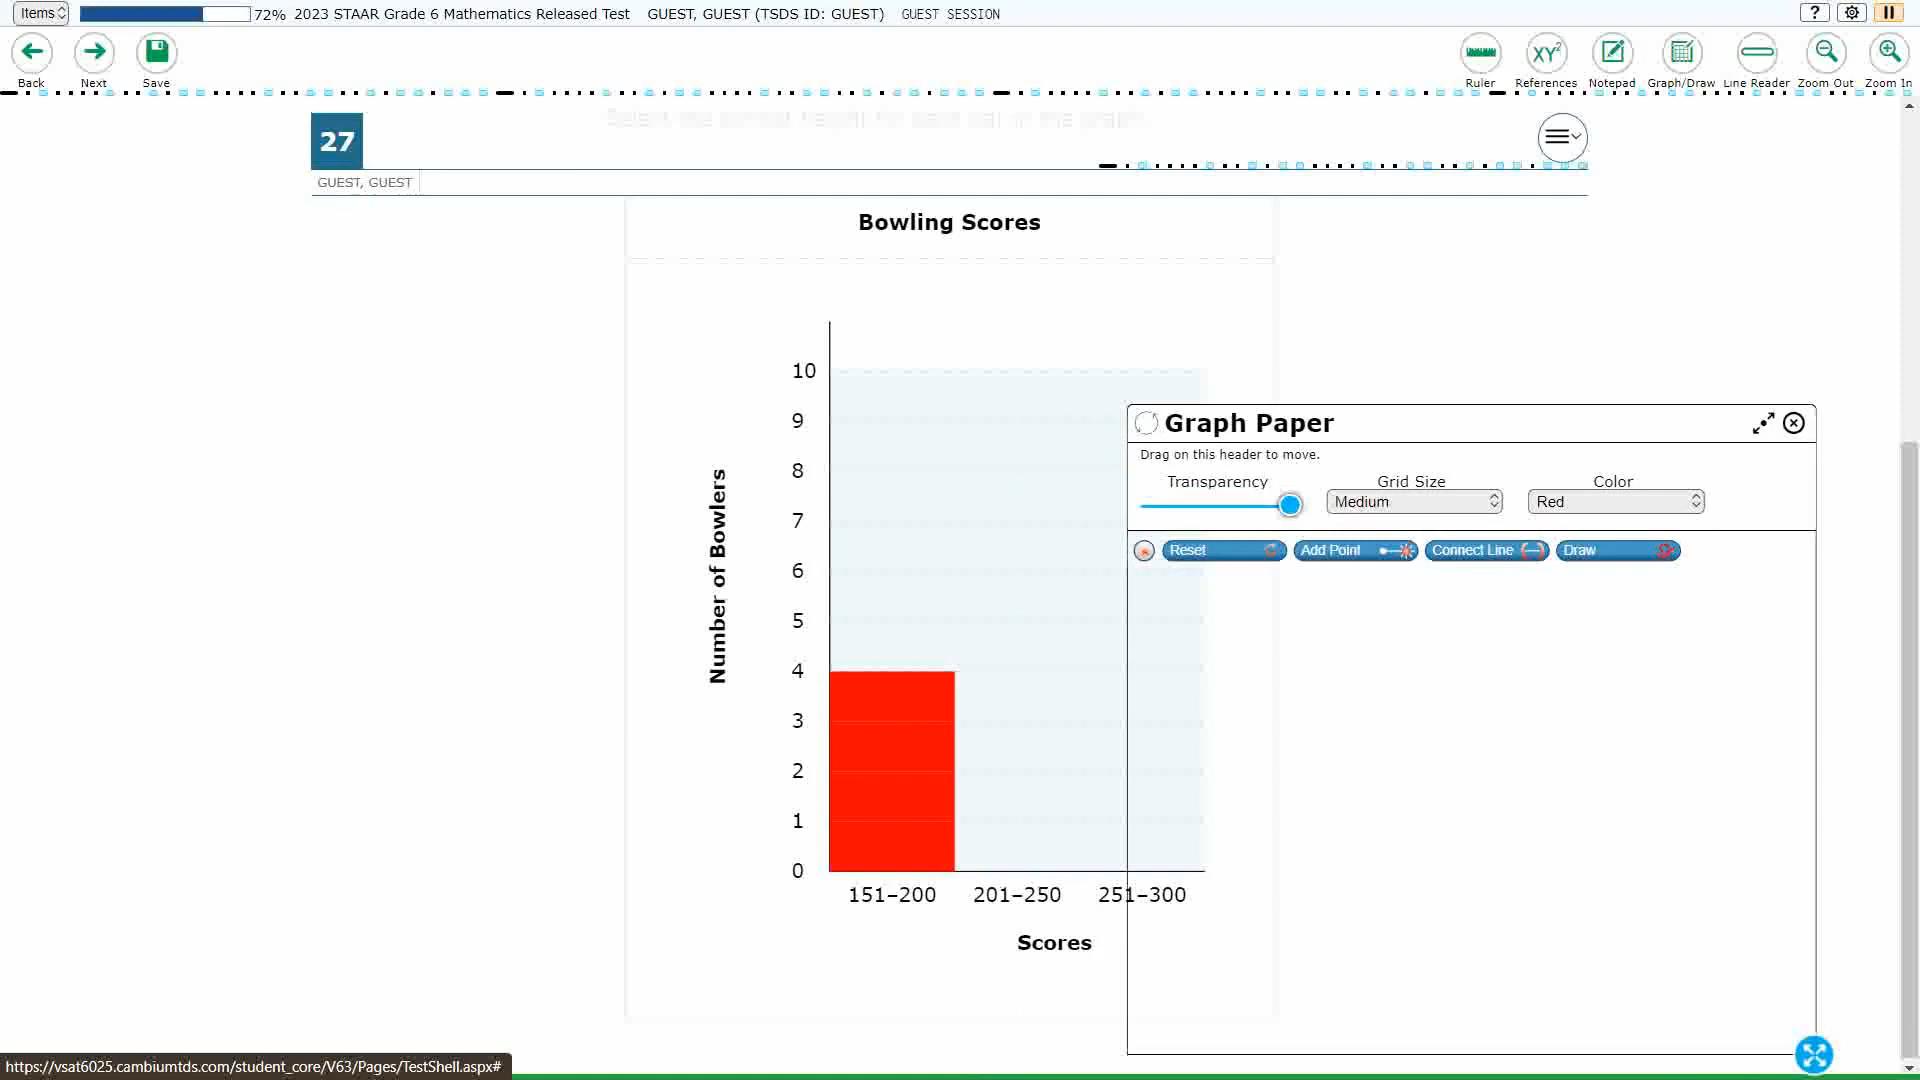 Items 72% 2023 STAAR Grade 6 Mathematics Released Test GUEST, GUEST (TSDS ID: GUEST) GUEST SESSION ?
Back Next Save Ruler XY2 References Notepad Graph/Draw Line Reader Zoom Out Zoom In
27
GUEST, GUEST
Bowling Scores
Number of Bowlers
10
9
8
7
6
5
4
3
2
1
0
151–200 201–250 251–300
Scores
Graph Paper
Drag on this header to move.
Transparency Grid Size Color
Medium Red
Reset Add Point Connect Line Draw
https://vsat6025.cambiumtds.com/student_core/V63/Pages/TestShell.aspx#